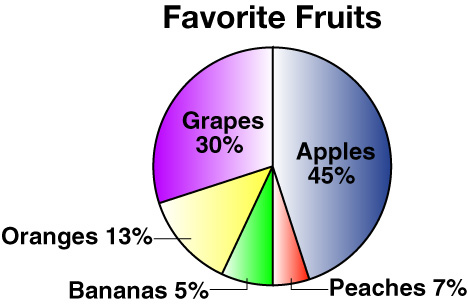 Favorite Fruits
Grapes
30%
Apples
45%
Oranges 13%
Bananas 5%
Peaches 7%